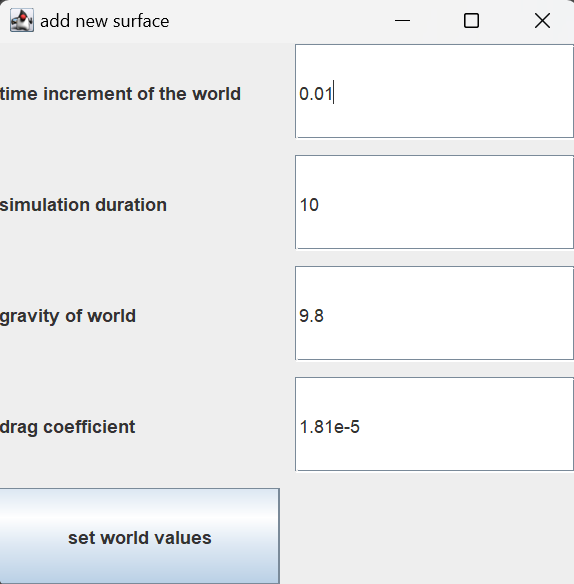 add new surface
time increment of the world
0.01
simulation duration
10
gravity of world
9.8
drag coefficient
1.81e-5
set world values